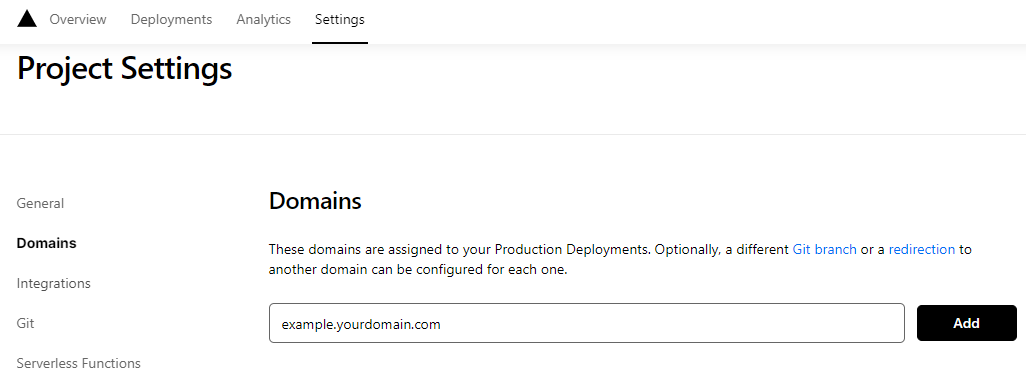 Overview Deployments Analytics Settings
Project Settings
General
Domains
Integrations
Git
Serverless Functions
Domains
These domains are assigned to your Production Deployments. Optionally, a different Git branch or a redirection to
another domain can be configured for each one.
example.yourdomain.com
Add